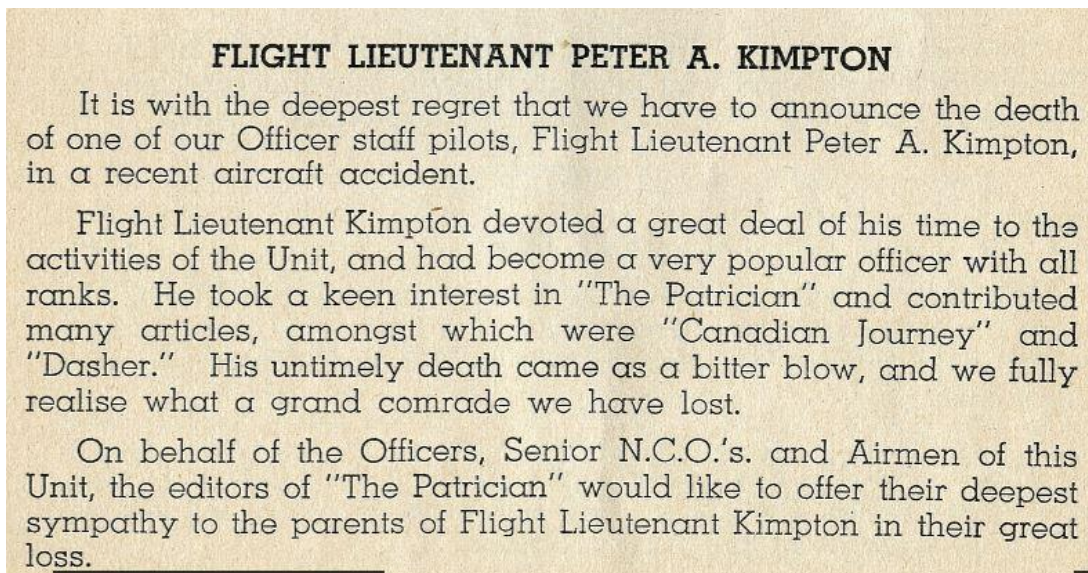 FLIGHT LIEUTENANT PETER A. KIMPTON
It is with the deepest regret that we have to announce the death
of one of our Officer staff pilots, Flight Lieutenant Peter A. Kimpton,
in a recent aircraft accident.
Flight Lieutenant Kimpton devoted a great deal of his time to the
activities of the Unit, and had become a very popular officer with all
ranks. He took a keen interest in "The Patrician" and contributed
many articles, amongst which were "Canadian Journey" and
"Dasher." His untimely death came as a bitter blow, and we fully
realise what a grand comrade we have lost.
On behalf of the Officers, Senior N.C.O.'s. and Airmen of this
Unit, the editors of "The Patrician" would like to offer their deepest
sympathy to the parents of Flight Lieutenant Kimpton in their great
loss.